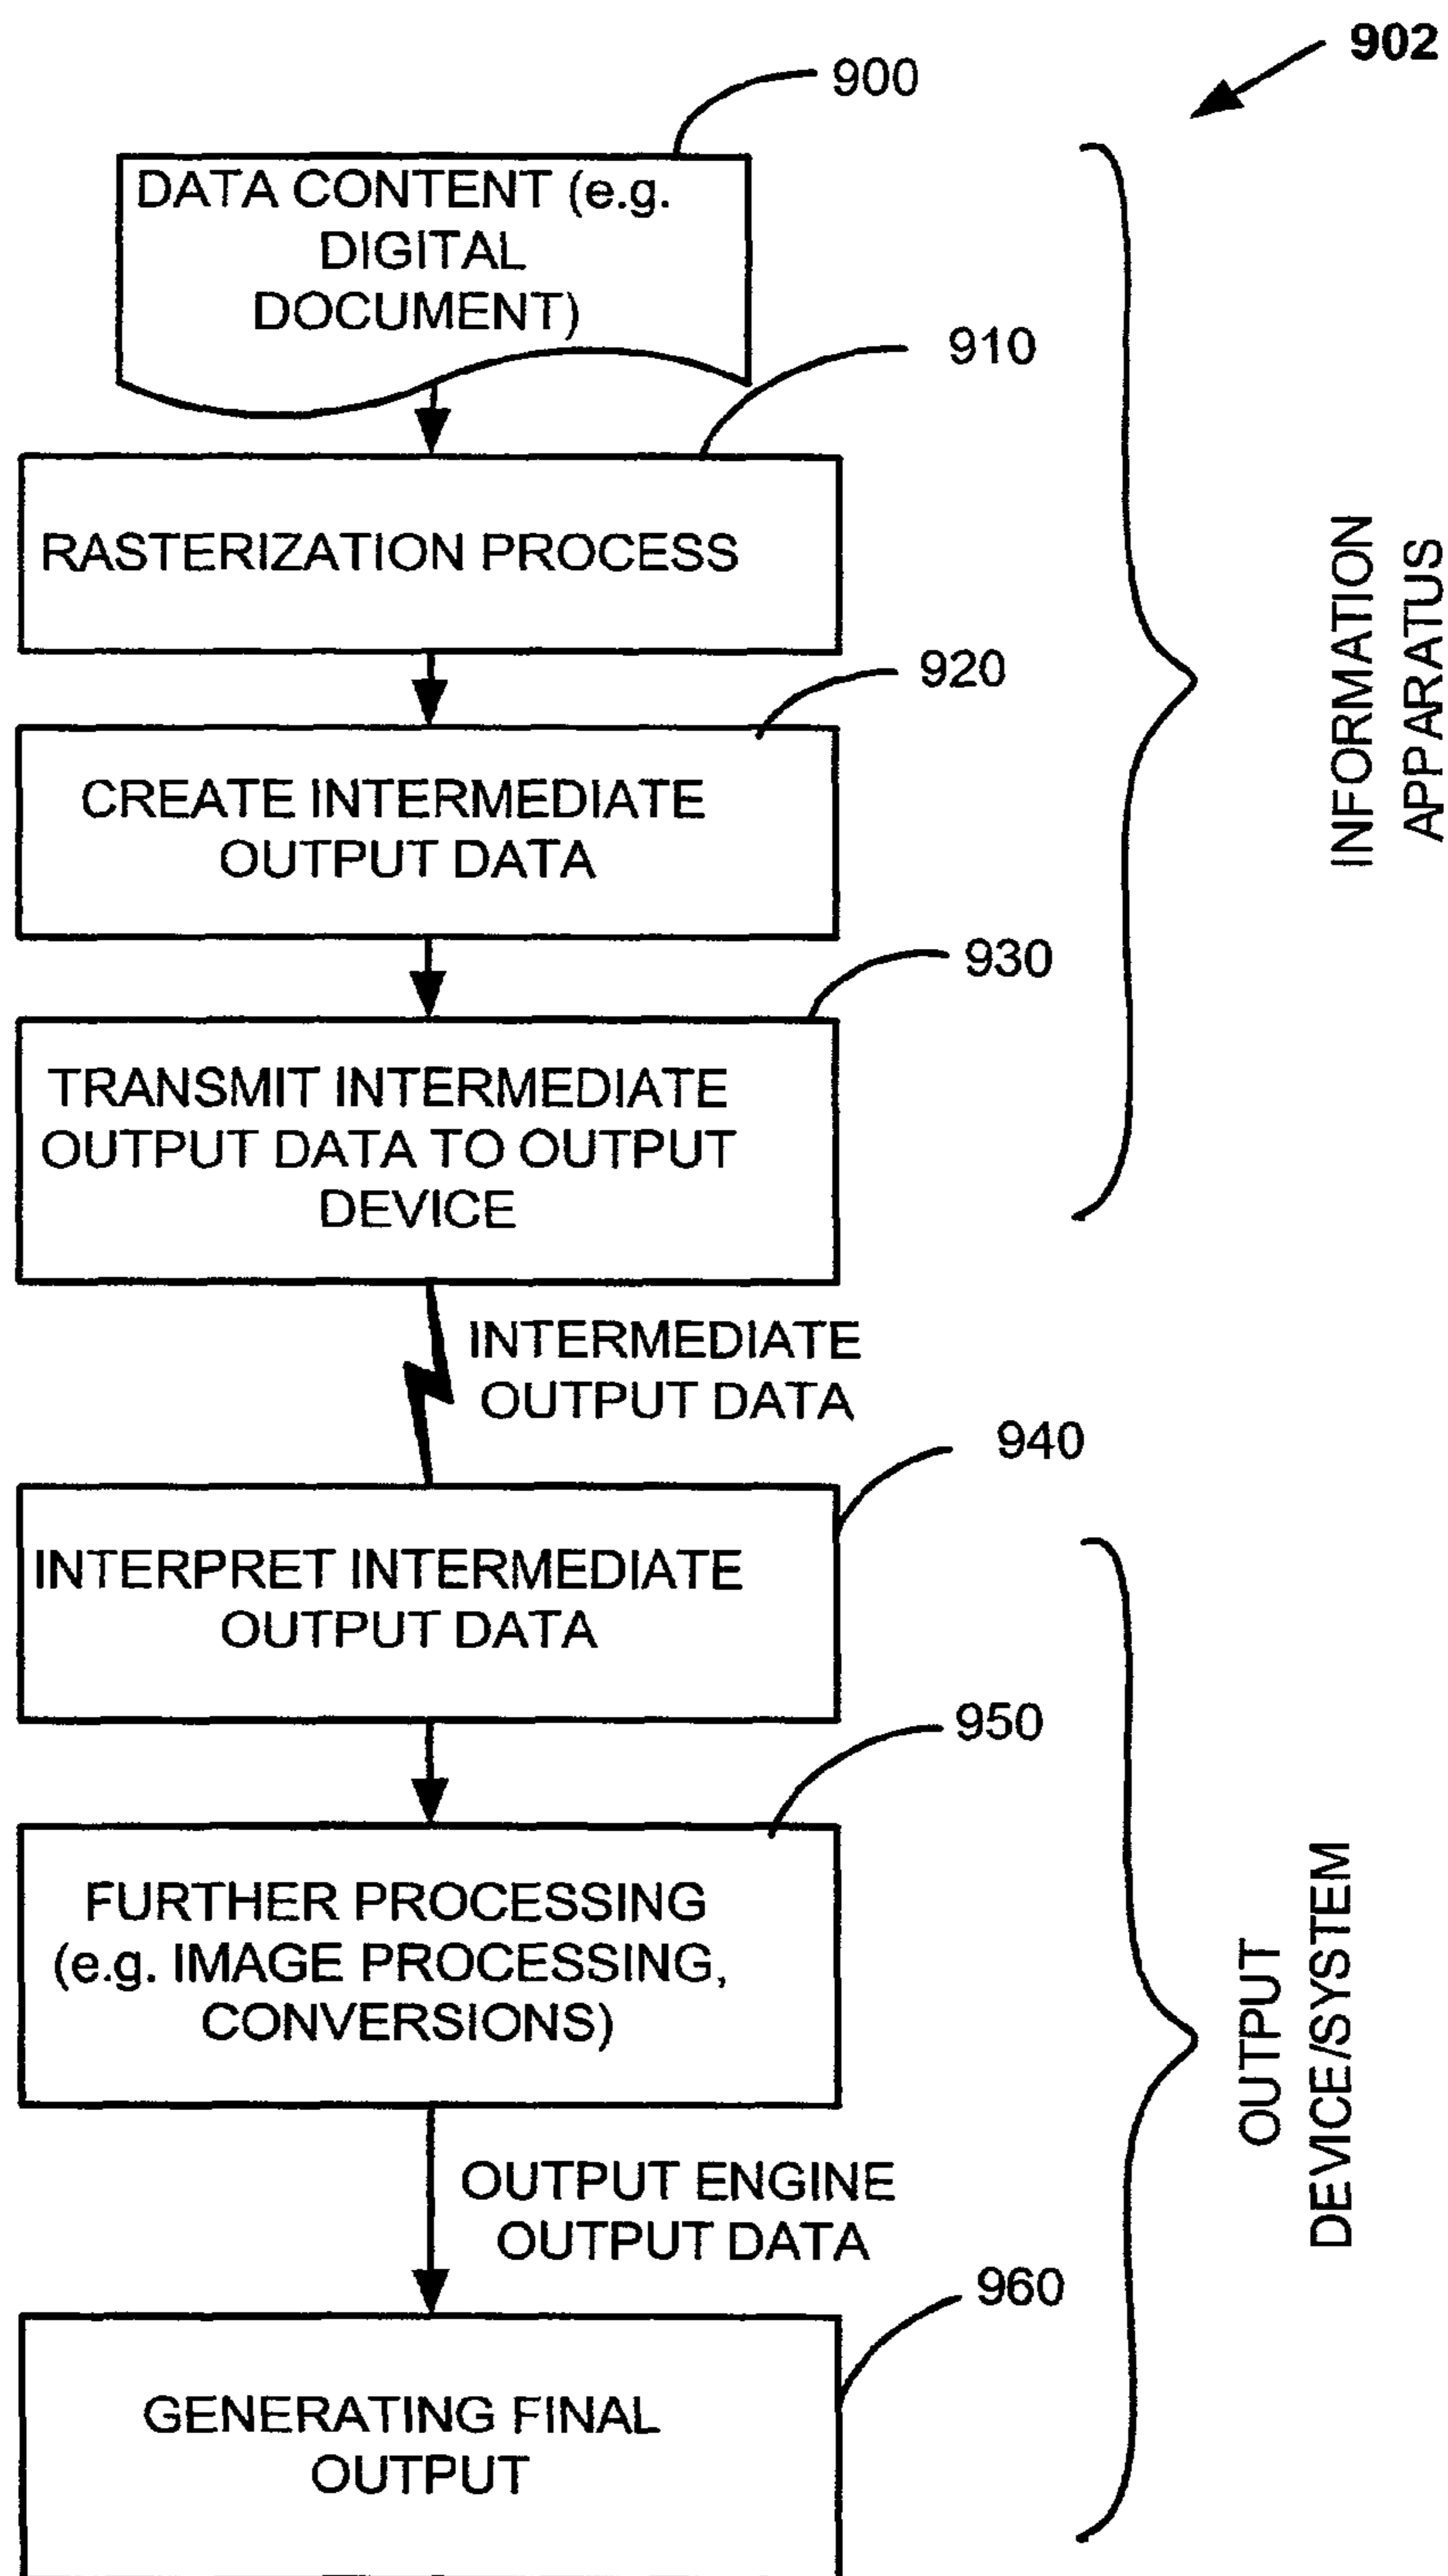 902
900
DATA CONTENT (e.g.
DIGITAL
DOCUMENT)
910
RASTERIZATION PROCESS
920
CREATE INTERMEDIATE
OUTPUT DATA
930
TRANSMIT INTERMEDIATE
OUTPUT DATA TO OUTPUT
DEVICE
INFORMATION
APPARATUS
INTERMEDIATE
OUTPUT DATA
940
INTERPRET INTERMEDIATE
OUTPUT DATA
950
FURTHER PROCESSING
(e.g. IMAGE PROCESSING,
CONVERSIONS)
OUTPUT ENGINE
OUTPUT DATA
960
GENERATING FINAL
OUTPUT
OUTPUT
DEVICE/SYSTEM